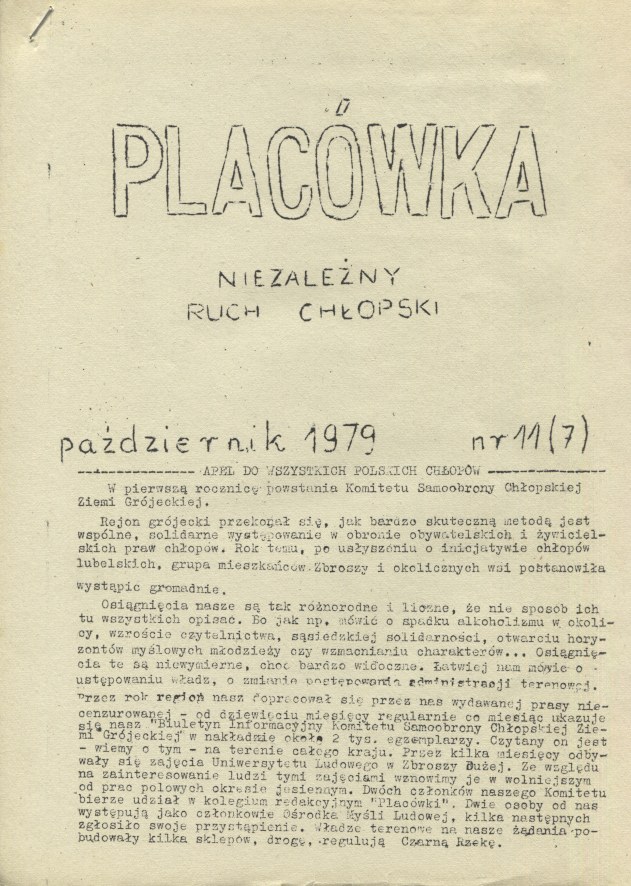 PLACÓWKA
NIEZALEŻNY
RUCH CHŁOPSKI
październik 1979 nr 11(7)
APEL DO WSZYSTKICH POLSKICH CHŁOPÓW
W pierwszą rocznicę powstania Komitetu Samoobrony Chłopskiej
Ziemi Grójeckiej.
Rejon grójecki przekonał się, jak bardzo skuteczną metodą jest
wspólne, solidarne występowanie w obronie obywatelskich i żywiciel-
skich praw chłopów. Rok temu, po usłyszeniu o inicjatywie chłopów
lubelskich, grupa mieszkańców Zbroszy i okolicznych wsi postanowiła
wystąpic gromadnie.
Osiągnięcia nasze są tak różnorodne i liczne, że nie sposób ich
tu wszystkich opisać. Bo jak np. mówić o spadku alkoholizmu w okoli-
cy, wzroście czytelnictwa, sąsiedzkiej solidarności, otwarciu hory-
zontów myślowych młodzieży czy wzmacnianiu charakterów... Osiągnię-
cia te są niewymierne, choc bardzo widoczne. Łatwiej nam mówic o
ustępowaniu władz, o zmianie postępowania administracji terenowej.
Przez rok region nasz dopracował się przez nas wydawanej prasy nie-
cenzurowanej - od dziewięciu miesięcy regularnie co miesiąc ukazuje
się nasz "Biuletyn Informacyjny Komitetu Samoobrony Chłopskiej Zie-
mi Grójeckiej" w nakładzie około 2 tys. egzemplarzy. Czytany on jest
- wiemy o tym - na terenie całego kraju. Przez kilka miesięcy odby-
wały się zajęcia Uniwersytetu Ludowego w Zbroszy Dużej. Ze względu
na zainteresowanie ludzi tymi zajęciami wznowimy je w wolniejszym
od prac polowych okresie jesiennym. Dwóch członków naszego Komitetu
bierze udział w kolegium redakcyjnym "Placówki". Dwie osoby od nas
występują jako członkowie Ośrodka Myśli Ludowej, kilka następnych
zgłosiło swoje przystąpienie. Władze terenowe na nasze żądania po-
budowały kilka sklepów, drogę, regulują Czarną Rzekę.